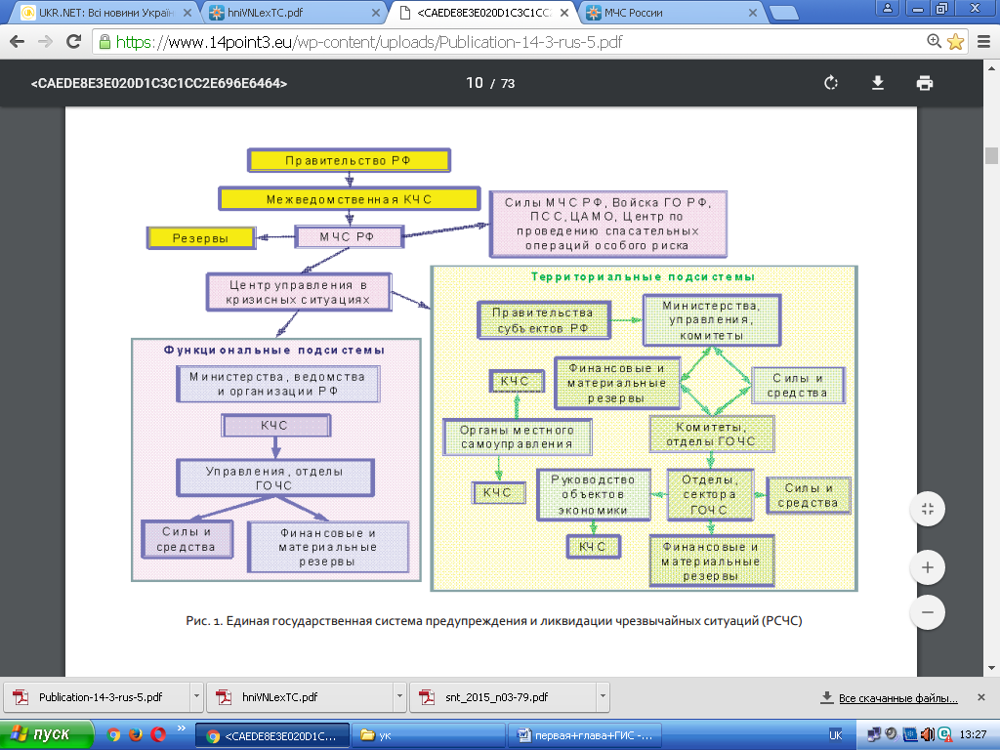 UKR.NET: Всі новини Украї
hniVNLexTC.pdf
<CAEDE8E3E020D1C3C1CC2
МЧС России
https://www.14point3.eu/wp-content/uploads/Publication-14-3-rus-5.pdf
<CAEDE8E3E020D1C3C1CC2E696E6464>
10 / 73
Правительство РФ
Межведомственная КЧС
Резервы
МЧС РФ
Силы МЧС РФ, Войска ГО РФ,
ПСС, ЦАМО, Центр по
проведению спасательных
операций особого риска
Центр управления в
кризисных ситуациях
Функциональные подсистемы
Министерства, ведомства
и организации РФ
КЧС
Управления, отделы
ГОЧС
Силы и
средства
Финансовые и
материальные
резервы
Территориальные подсистемы
Правительства
субъектов РФ
Министерства,
управления,
комитеты
КЧС
Финансовые и
материальные
резервы
Силы и
средства
Органы местного
самоуправления
Комитеты,
отделы ГОЧС
КЧС
Руководство
объектов
экономики
Отделы,
сектора
ГОЧС
Силы и
средства
КЧС
Финансовые и
материальные
резервы
Рис. 1. Единая государственная система предупреждения и ликвидации чрезвычайных ситуаций (РСЧС)
Publication-14-3-rus-5.pdf
hniVNLexTC.pdf
snt_2015_n03-79.pdf
Все скачанные файлы...
пуск
<CAEDE8E3E020D1C...
ук
первая+глава+ГИС -...
UK
13:27